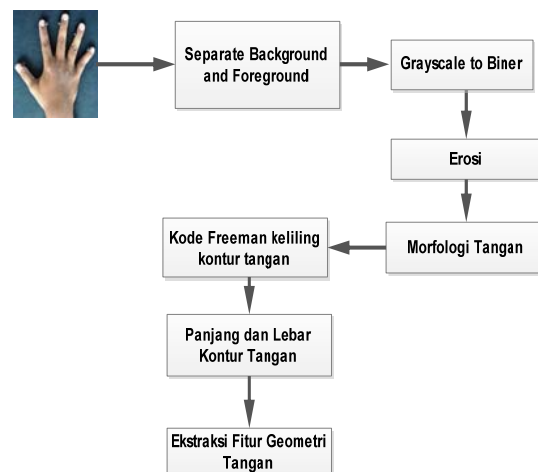 Separate Background
and Foreground
Grayscale to Biner
Erosi
Morfologi Tangan
Kode Freeman keliling
kontur tangan
Panjang dan Lebar
Kontur Tangan
Ekstraksi Fitur Geometri
Tangan